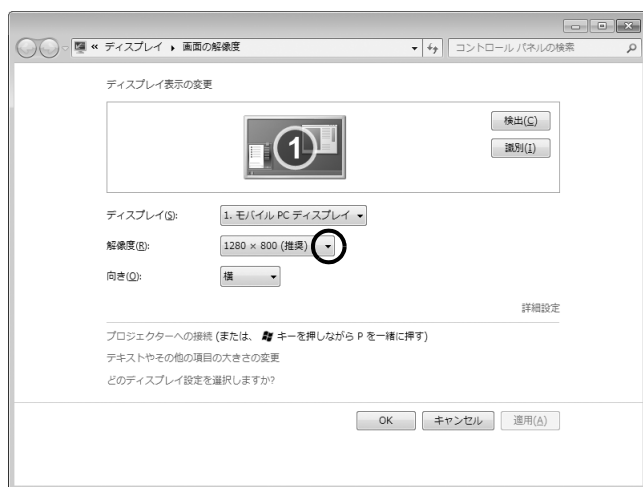 « ディスプレイ ▸ 画面の解像度 コントロール パネルの検索
ディスプレイ表示の変更
1
検出(C)
識別(I)
ディスプレイ(S): 1. モバイル PC ディスプレイ
解像度(R): 1280 × 800 (推奨)
向き(O): 横
詳細設定
プロジェクターへの接続 (または、 キーを押しながら P を一緒に押す)
テキストやその他の項目の大きさの変更
どのディスプレイ設定を選択しますか?
OK キャンセル 適用(A)